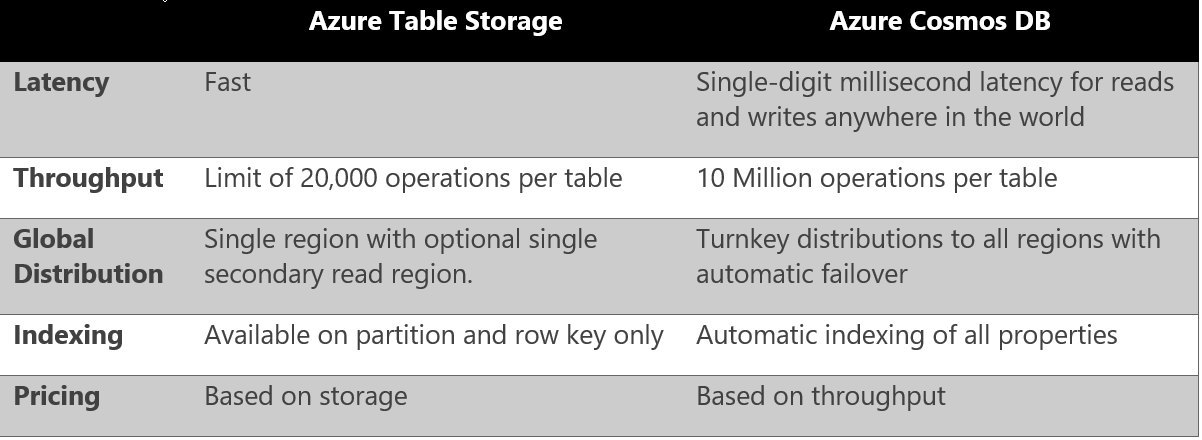 Azure Table Storage Azure Cosmos DB
Latency Fast Single-digit millisecond latency for reads
and writes anywhere in the world
Throughput Limit of 20,000 operations per table 10 Million operations per table
Global Single region with optional single Turnkey distributions to all regions with
Distribution secondary read region. automatic failover
Indexing Available on partition and row key only Automatic indexing of all properties
Pricing Based on storage Based on throughput